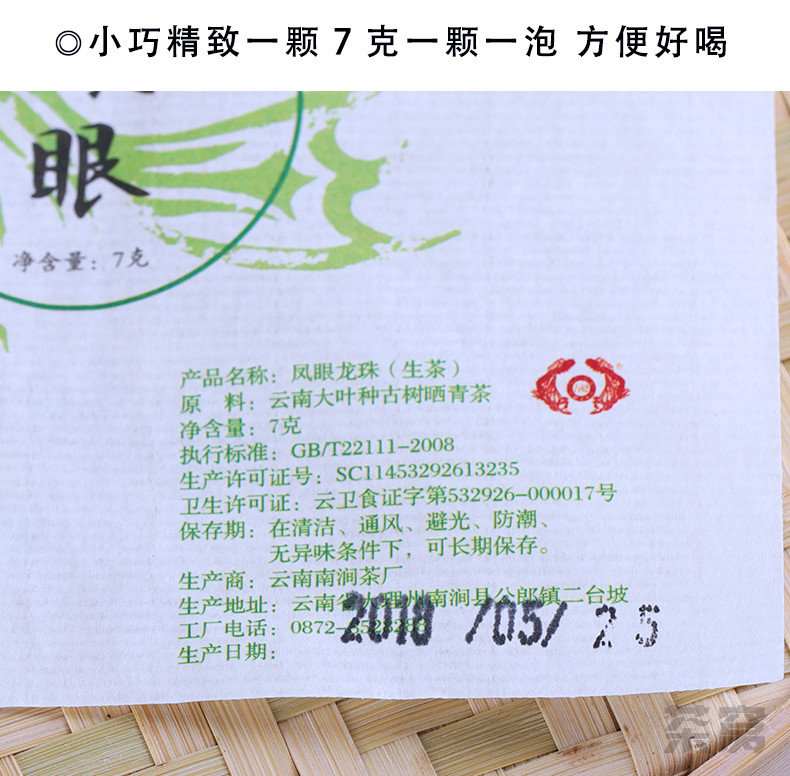 ◎小巧精致一颗7克一颗一泡 方便好喝
眼
净含量：7克
产品名称：凤眼龙珠（生茶）
原　料：云南大叶种古树晒青茶
净含量：7克
执行标准：GB/T22111-2008
生产许可证号：SC11453292613235
卫生许可证：云卫食证字第532926-000017号
保存期：在清洁、通风、避光、防潮、
无异味条件下，可长期保存。
生产商：云南南涧茶厂
生产地址：云南省大理州南涧县公郎镇二台坡
工厂电话：0872-
生产日期：
2018/05/25
茶窝